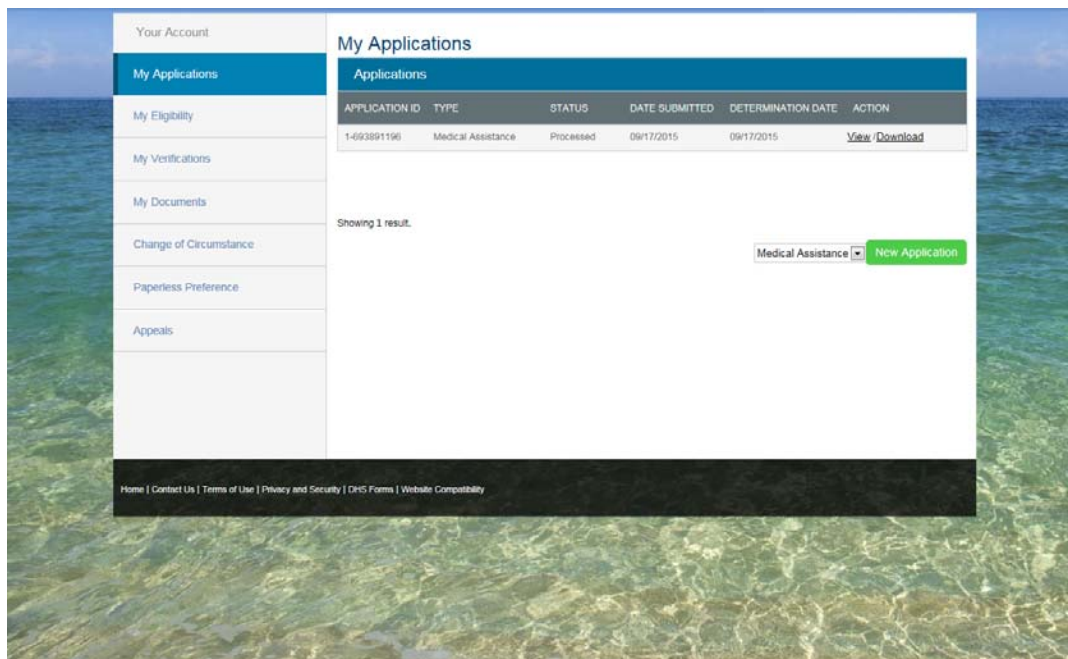 Your Account
My Applications
My Eligibility
My Verifications
My Documents
Change of Circumstance
Paperless Preference
Appeals
My Applications
Applications
APPLICATION ID TYPE STATUS DATE SUBMITTED DETERMINATION DATE ACTION
1-693891196 Medical Assistance Processed 09/17/2015 09/17/2015 View /Download
Showing 1 result.
Medical Assistance New Application
Home | Contact Us | Terms of Use | Privacy and Security | DHS Forms | Website Compatibility